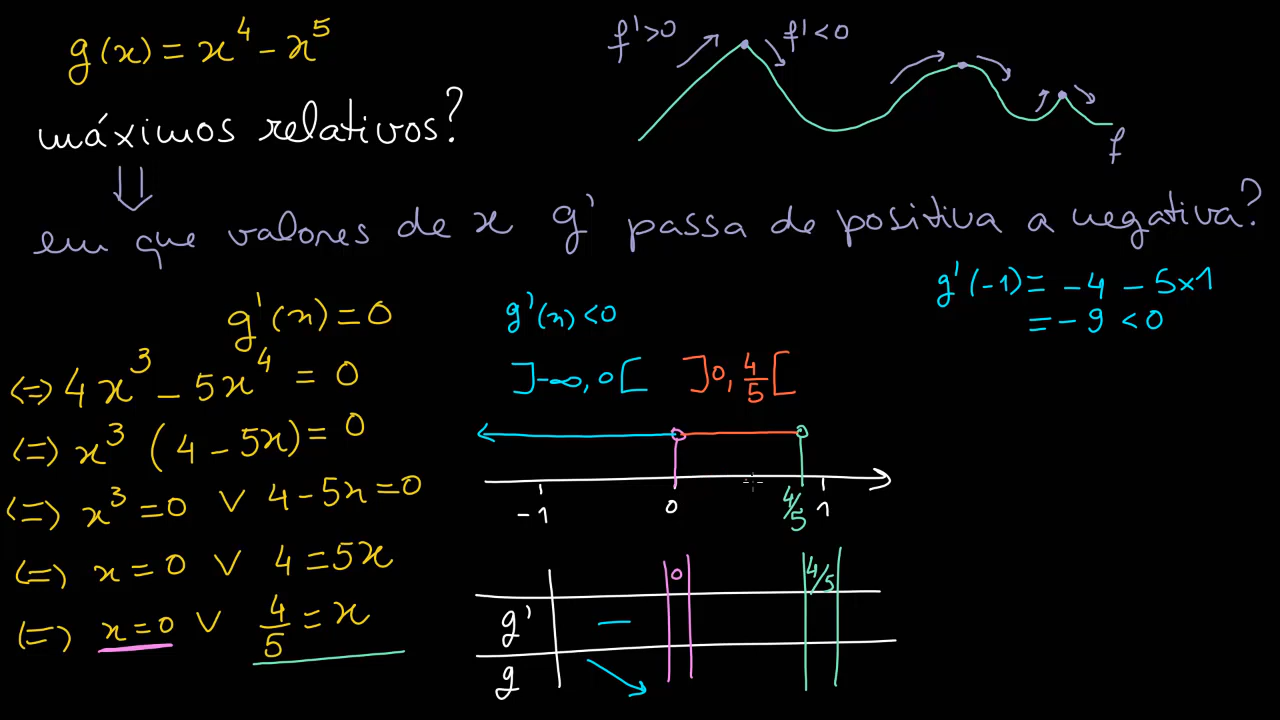 g(x) = x⁴ - x⁵
f'>0
f'<0
f
máximos relativos?
⇓
em que valores de x g' passa de positiva a negativa?
g'(x) = 0
⇔ 4x³ - 5x⁴ = 0
⇔ x³ (4 - 5x) = 0
⇔ x³ = 0 ∨ 4 - 5x = 0
⇔ x = 0 ∨ 4 = 5x
⇔ x = 0 ∨ 4/5 = x
g'(x) < 0
]-∞, 0[ ]0, 4/5[
-1 0 4/5 1
0 4/5
g' −
g ↘
g'(-1) = -4 - 5×1
= -9 < 0